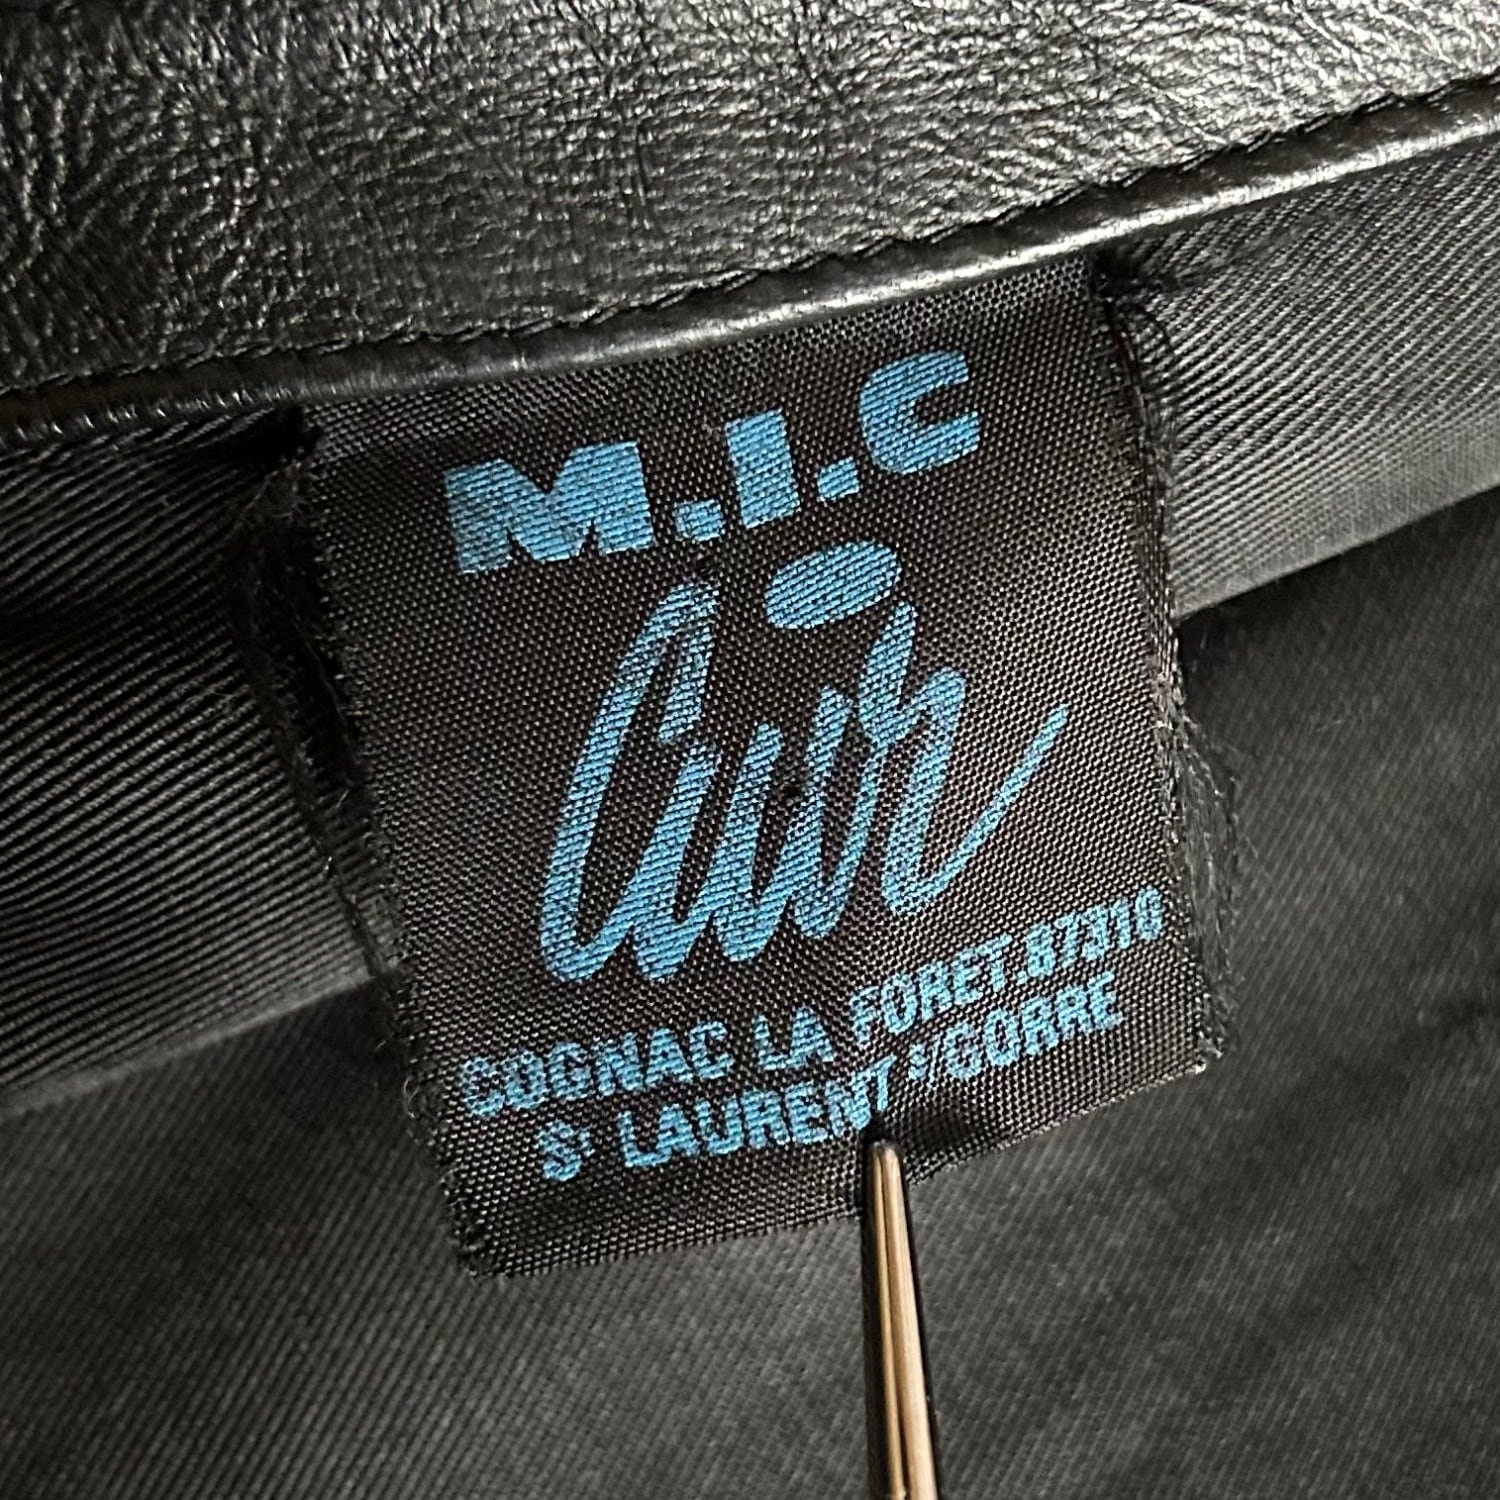 M.I.C
Cuir
COGNAC LA FORET.87310
St LAURENT S/GORRE